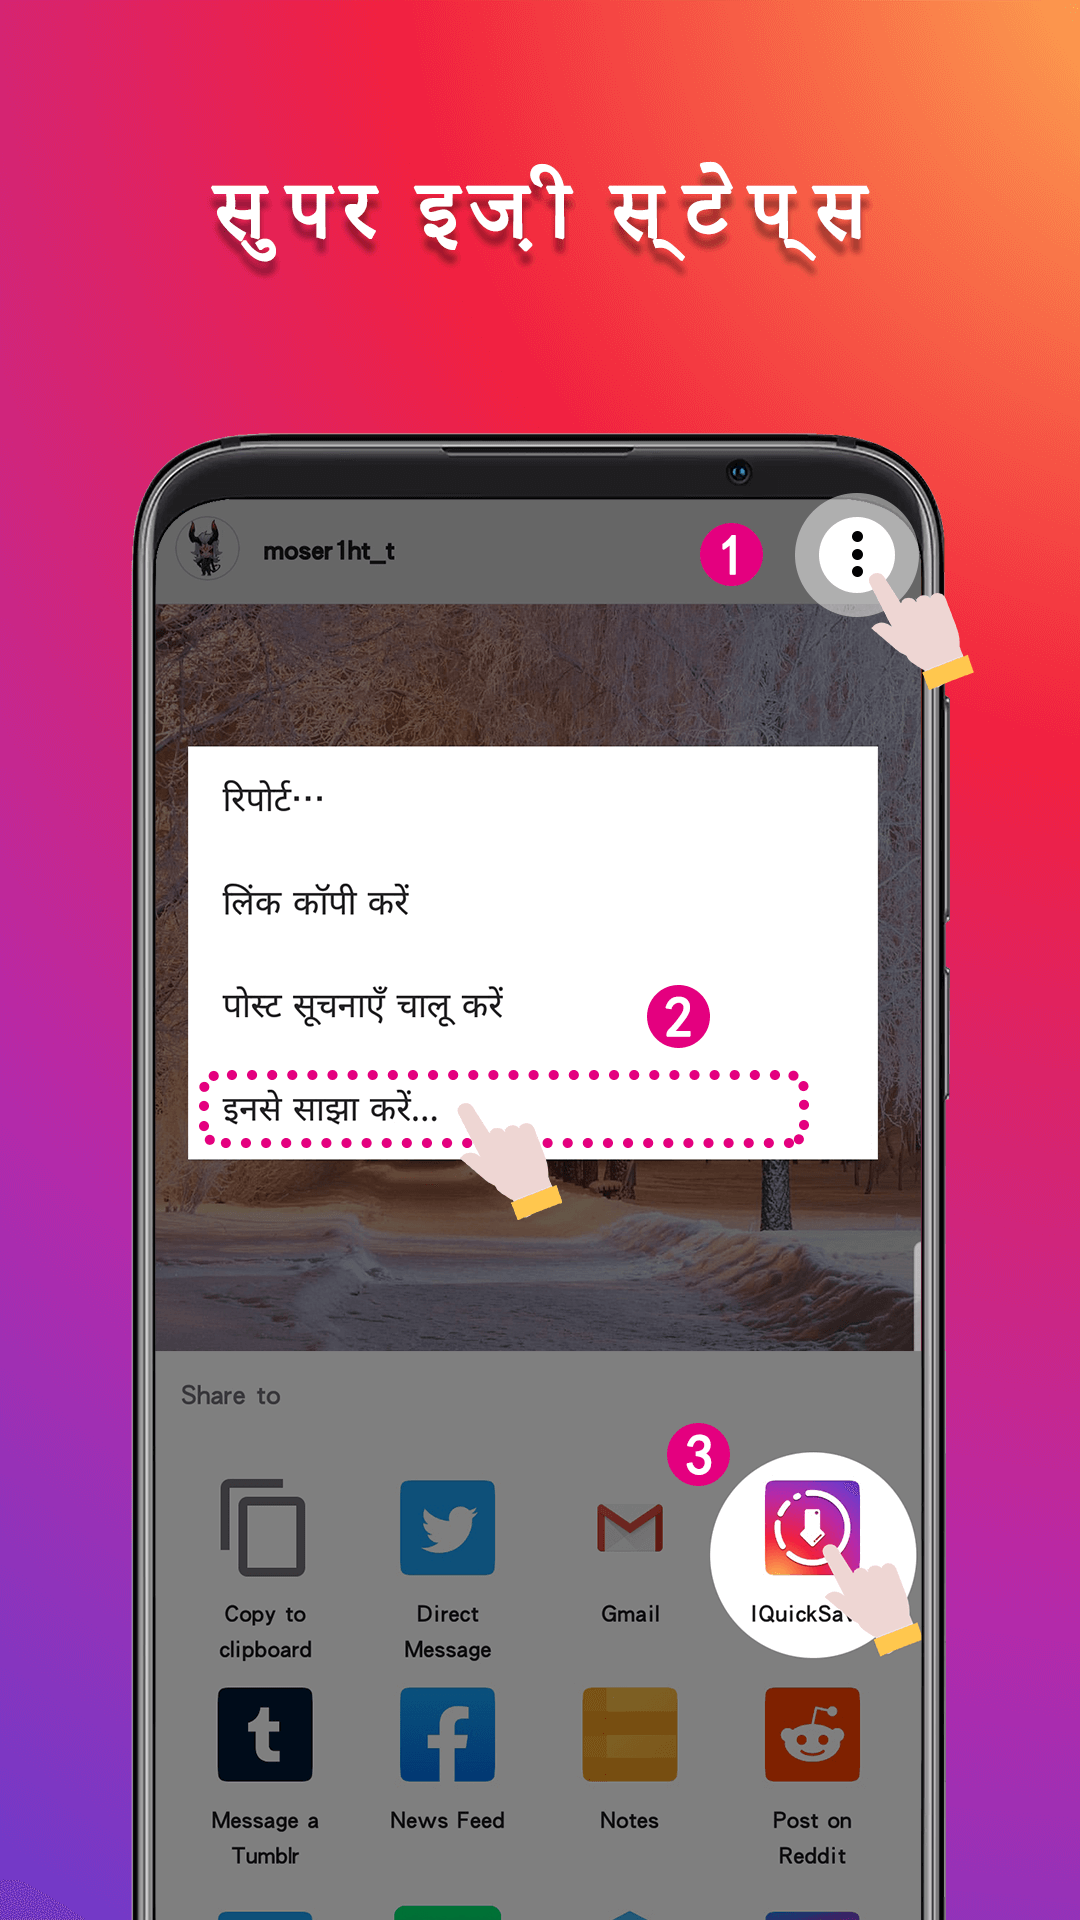 सुपर इज़ी स्टेप्स
moser1ht_t
1
रिपोर्ट...
लिंक कॉपी करें
पोस्ट सूचनाएँ चालू करें
2
इनसे साझा करें...
Share to
3
Copy to
clipboard
Direct
Message
Gmail
IQuickSav
Message a
Tumblr
News Feed
Notes
Post on
Reddit